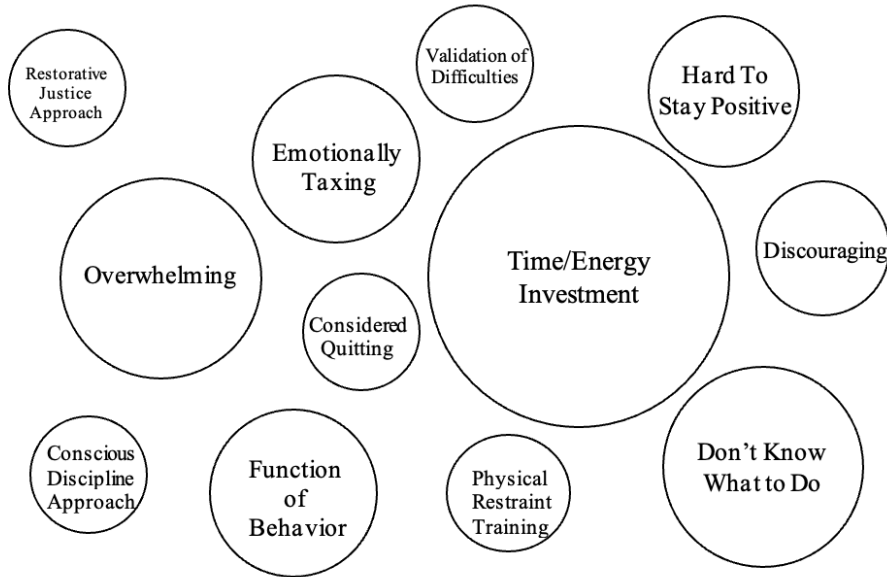 Restorative
Justice
Approach
Validation of
Difficulties
Hard To
Stay Positive
Emotionally
Taxing
Overwhelming
Time/Energy
Investment
Discouraging
Considered
Quitting
Conscious
Discipline
Approach
Function
of
Behavior
Physical
Restraint
Training
Don’t Know
What to Do